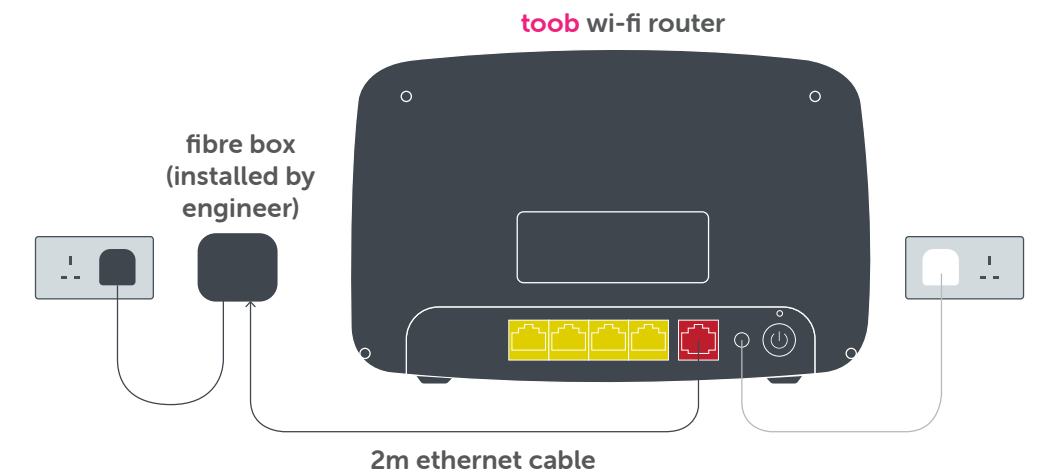 toob wi-fi router
fibre box
(installed by
engineer)
2m ethernet cable